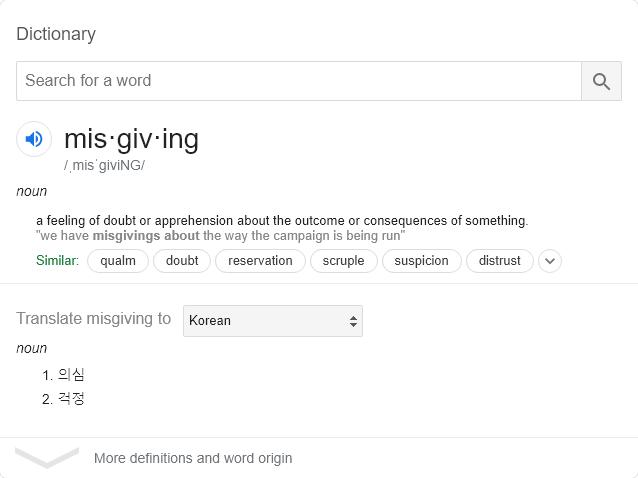 Dictionary
Search for a word
mis·giv·ing
/ˌmisˈgiviNG/
noun
a feeling of doubt or apprehension about the outcome or consequences of something.
"we have misgivings about the way the campaign is being run"
Similar: qualm doubt reservation scruple suspicion distrust
Translate misgiving to Korean
noun
1. 의심
2. 걱정
More definitions and word origin